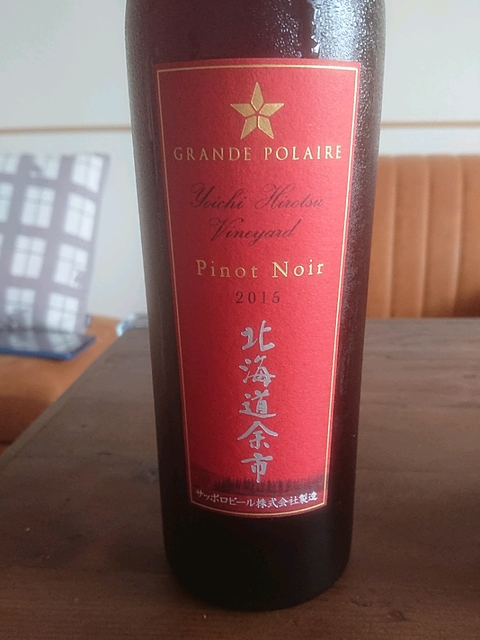 GRANDE POLAIRE
Yoichi Hirotsu
Vineyard
Pinot Noir
2015
北海道余市
サッポロビール株式会社製造